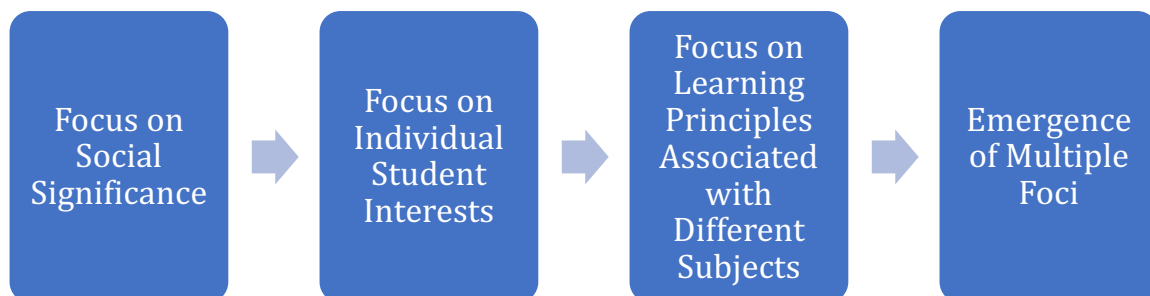 Focus on
Social
Significance
Focus on
Individual
Student
Interests
Focus on
Learning
Principles
Associated
with
Different
Subjects
Emergence
of Multiple
Foci